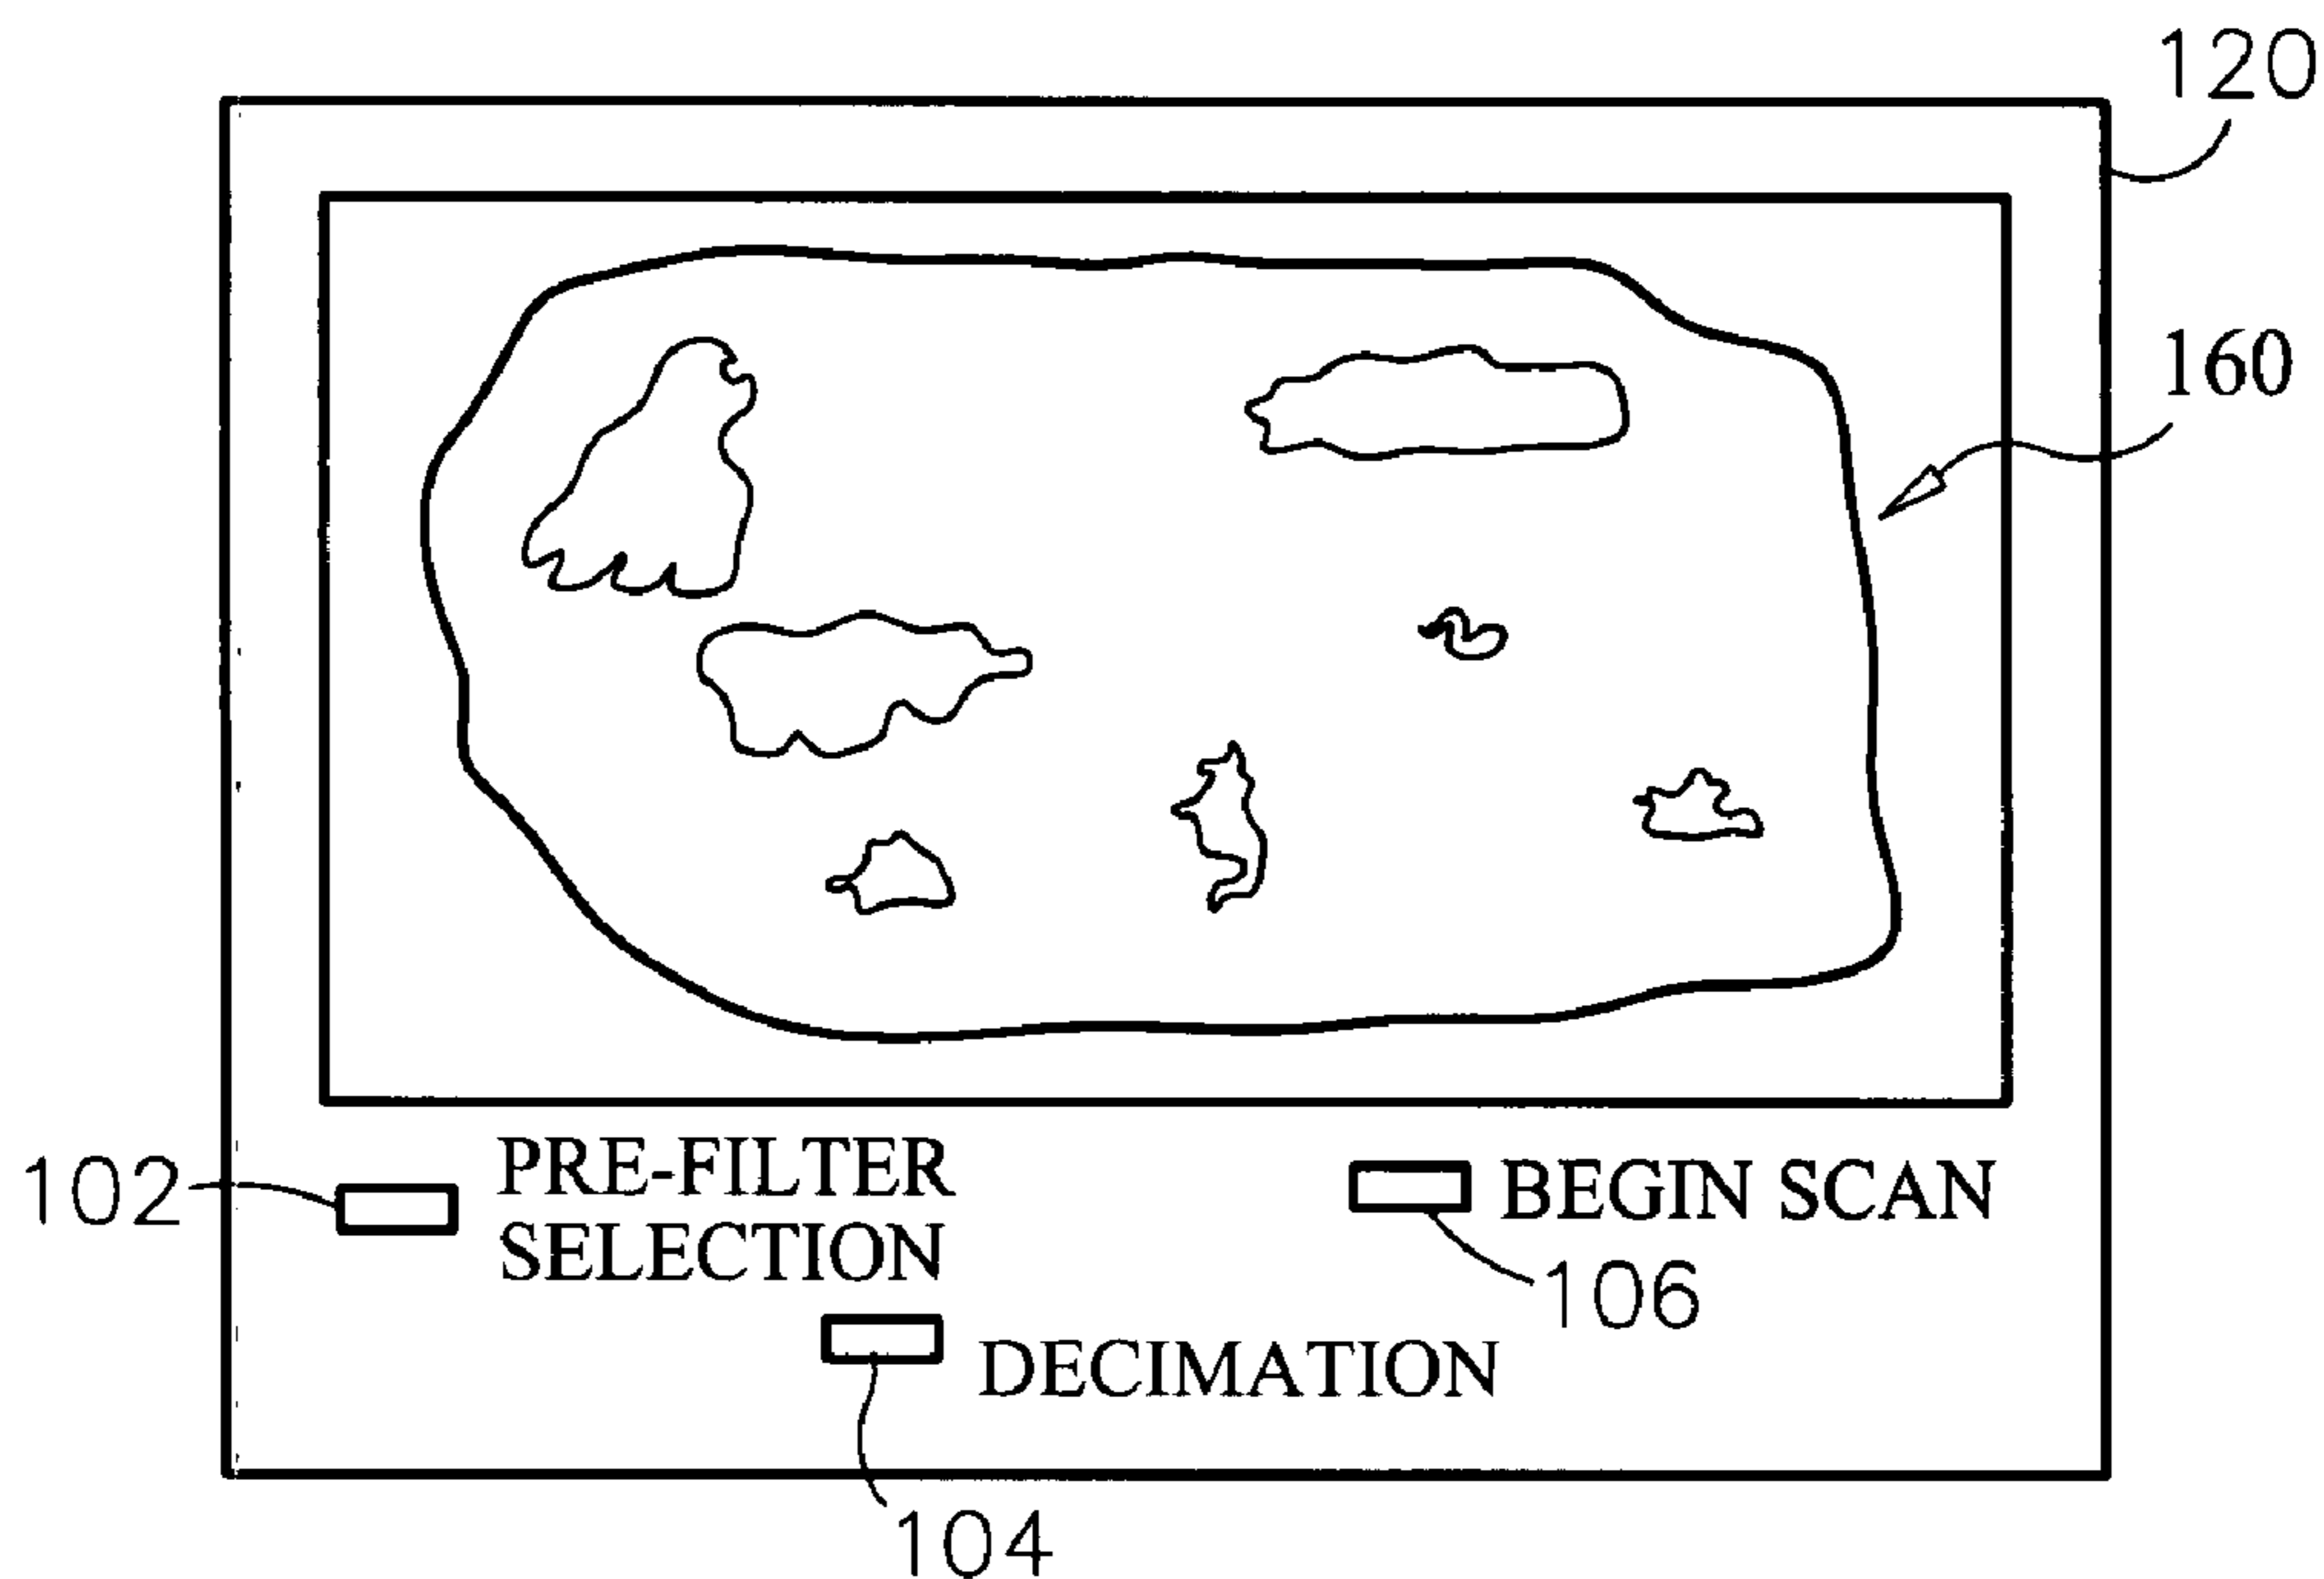 120
160
102
PRE-FILTER
SELECTION
BEGIN SCAN
106
DECIMATION
104